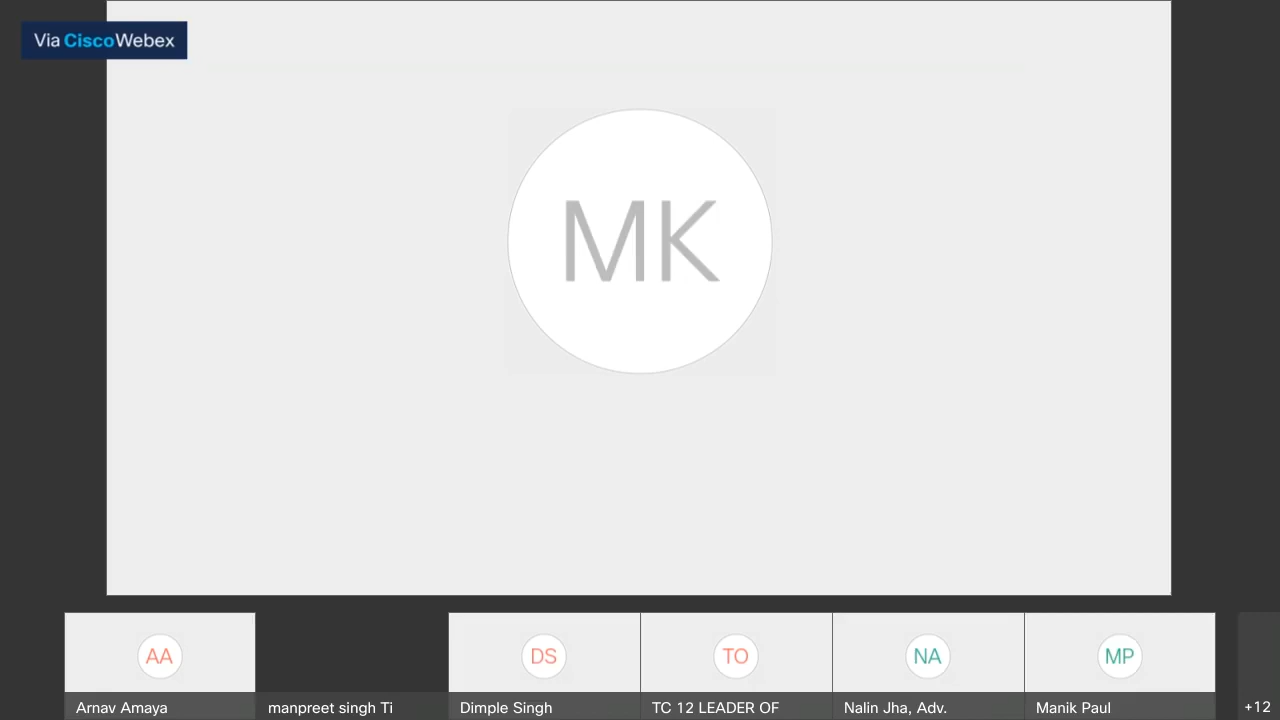 Via CiscoWebex
MK
AA
DS
TO
NA
MP
Arnav Amaya
manpreet singh Ti
Dimple Singh
TC 12 LEADER OF
Nalin Jha, Adv.
Manik Paul
+12